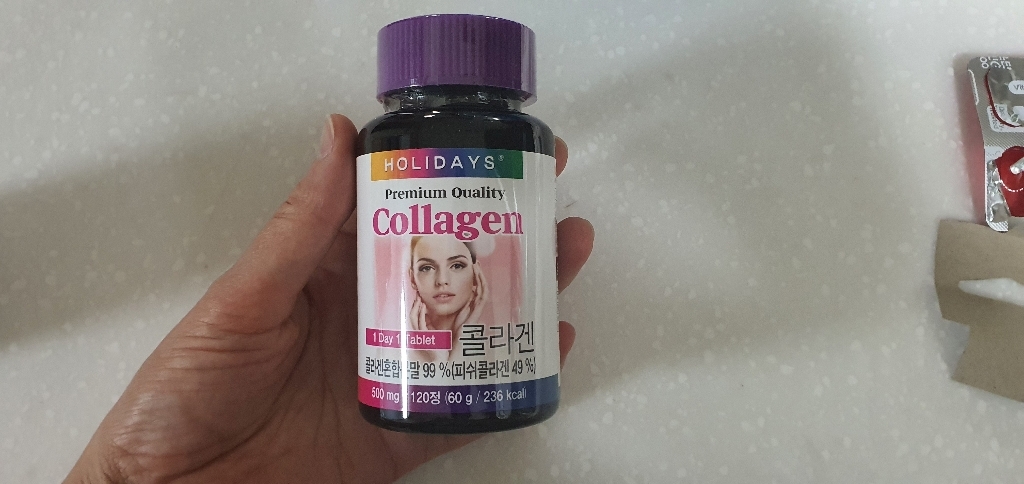 HOLIDAYS®
Premium Quality
Collagen
1 Day 1 Tablet
콜라겐
콜라겐혼합분말 99 %(피쉬콜라겐 49 %)
500 mg * 120정 (60 g / 236 kcal)